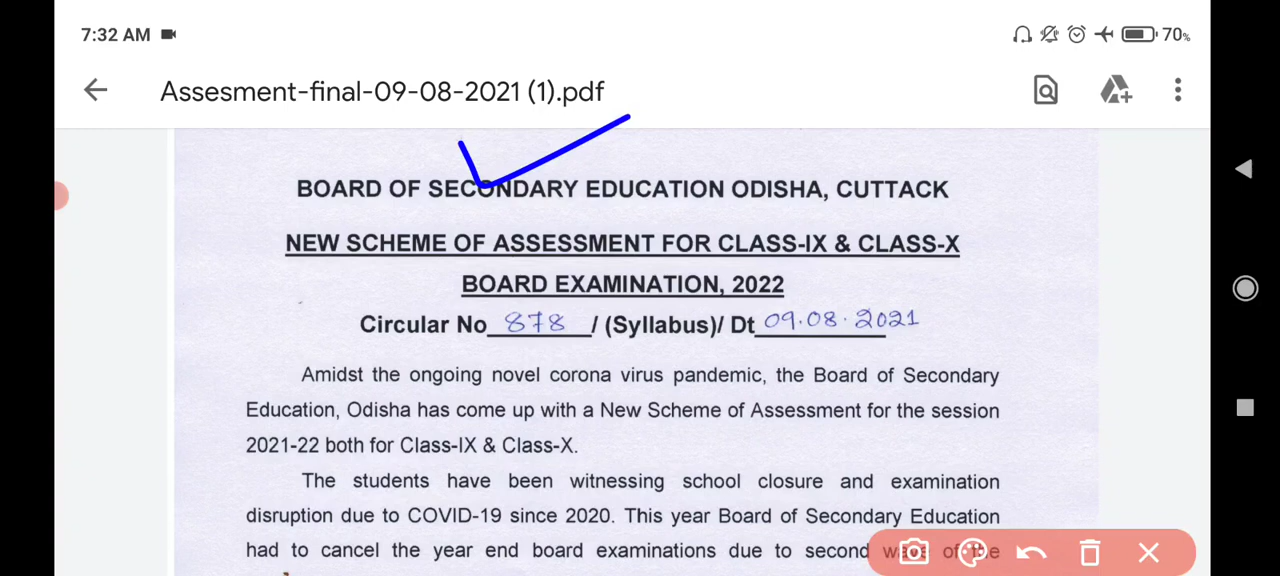 7:32 AM
70%
Assesment-final-09-08-2021 (1).pdf
BOARD OF SECONDARY EDUCATION ODISHA, CUTTACK
NEW SCHEME OF ASSESSMENT FOR CLASS-IX & CLASS-X
BOARD EXAMINATION, 2022
Circular No 878 / (Syllabus)/ Dt 09.08.2021
Amidst the ongoing novel corona virus pandemic, the Board of Secondary
Education, Odisha has come up with a New Scheme of Assessment for the session
2021-22 both for Class-IX & Class-X.
The students have been witnessing school closure and examination
disruption due to COVID-19 since 2020. This year Board of Secondary Education
had to cancel the year end board examinations due to second wave of the